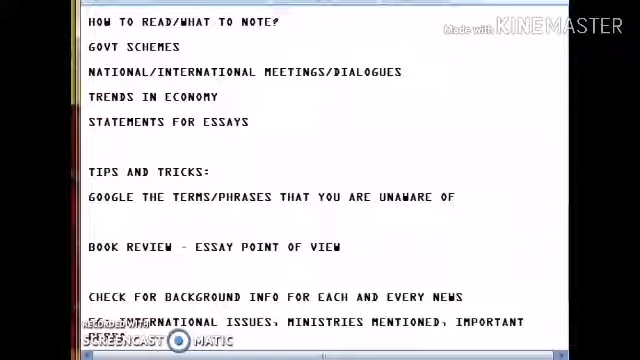 HOW TO READ/WHAT TO NOTE?
Made with KINEMASTER
GOVT SCHEMES
NATIONAL/INTERNATIONAL MEETINGS/DIALOGUES
TRENDS IN ECONOMY
STATEMENTS FOR ESSAYS
TIPS AND TRICKS:
GOOGLE THE TERMS/PHRASES THAT YOU ARE UNAWARE OF
BOOK REVIEW - ESSAY POINT OF VIEW
CHECK FOR BACKGROUND INFO FOR EACH AND EVERY NEWS
INTERNATIONAL ISSUES, MINISTRIES MENTIONED, IMPORTANT
RECORDED WITH
SCREENCAST MATIC